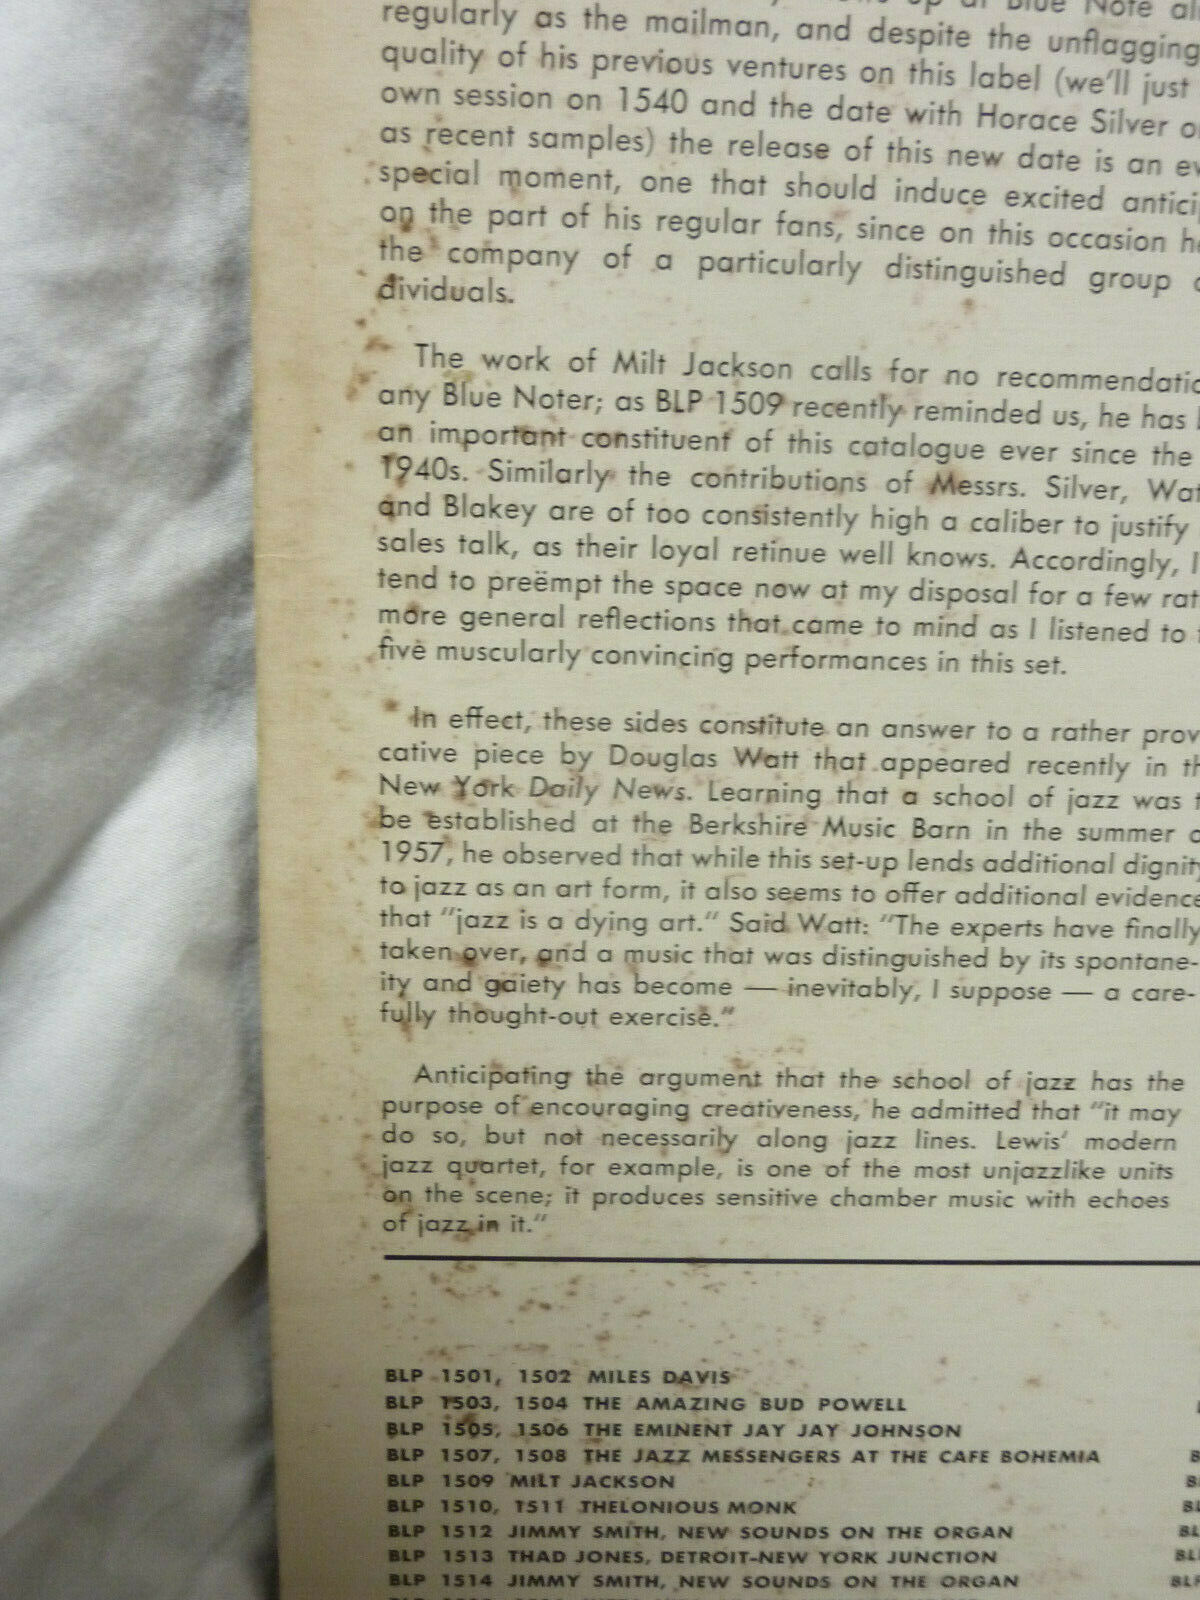 up at Blue Note
regularly as the mailman, and despite the unflagging
quality of his previous ventures on this label (we'll just
own session on 1540 and the date with Horace Silver
as recent samples) the release of this new date is an
special moment, one that should induce excited
on the part of his regular fans, since on this occasion
the company of a particularly distinguished group
dividuals.
The work of Milt Jackson calls for no
any Blue Noter; as BLP 1509 recently reminded us, he has
an important constituent of this catalogue ever since the
1940s. Similarly the contributions of Messrs. Silver,
and Blakey are of too consistently high a caliber to justify
sales talk, as their loyal retinue well knows. Accordingly,
tend to preëmpt the space now at my disposal for a few
more general reflections that came to mind as I listened to
five muscularly convincing performances in this set.
In effect, these sides constitute an answer to a rather prov
cative piece by Douglas Watt that appeared recently in th
New York Daily News. Learning that a school of jazz was
be established at the Berkshire Music Barn in the summer
1957, he observed that while this set-up lends additional dignity
to jazz as an art form, it also seems to offer additional evidence
that "jazz is a dying art." Said Watt: "The experts have finally
taken over, and a music that was distinguished by its spontane-
ity and gaiety has become — inevitably, I suppose — a care-
fully thought-out exercise."
Anticipating the argument that the school of jazz has the
purpose of encouraging creativeness, he admitted that "it may
do so, but not necessarily along jazz lines. Lewis' modern
jazz quartet, for example, is one of the most unjazzlike units
on the scene; it produces sensitive chamber music with echoes
of jazz in it."
BLP 1501, 1502 MILES DAVIS
BLP 1503, 1504 THE AMAZING BUD POWELL
BLP 1505, 1506 THE EMINENT JAY JAY JOHNSON
BLP 1507, 1508 THE JAZZ MESSENGERS AT THE CAFE BOHEMIA
BLP 1509 MILT JACKSON
BLP 1510, 1511 THELONIOUS MONK
BLP 1512 JIMMY SMITH, NEW SOUNDS ON THE ORGAN
BLP 1513 THAD JONES, DETROIT-NEW YORK JUNCTION
BLP 1514 JIMMY SMITH, NEW SOUNDS ON THE ORGAN